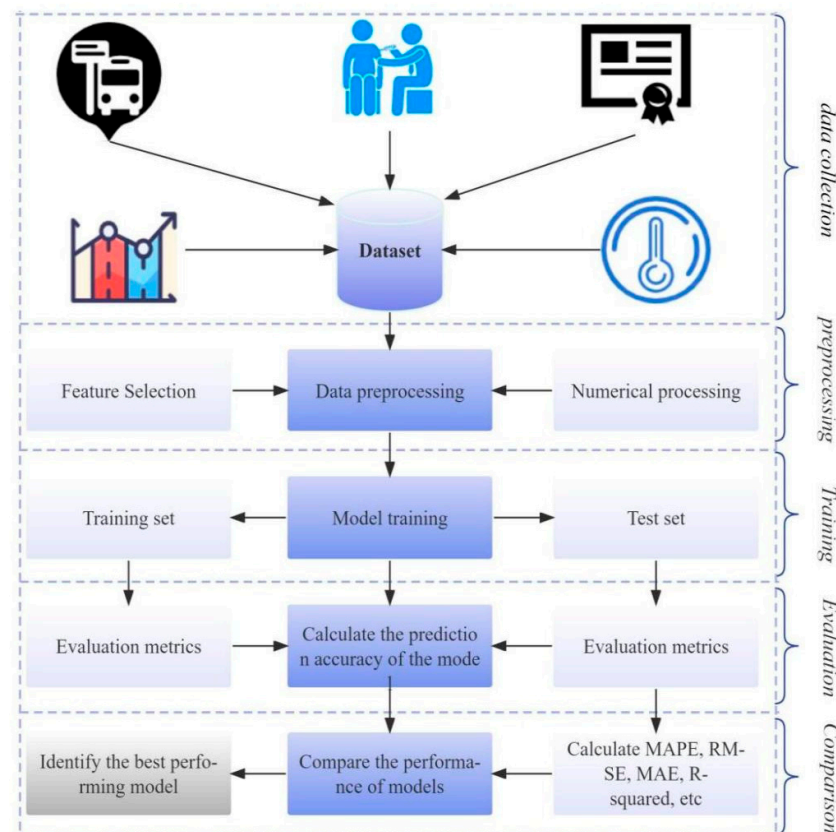 Dataset
data collection
Feature Selection
Data preprocessing
Numerical processing
preprocessing
Training set
Model training
Test set
Training
Evaluation metrics
Calculate the predictio
n accuracy of the mode
Evaluation metrics
Evaluation
Identify the best perfo-
rming model
Compare the performa-
nce of models
Calculate MAPE, RM-
SE, MAE, R-
squared, etc
Comparison